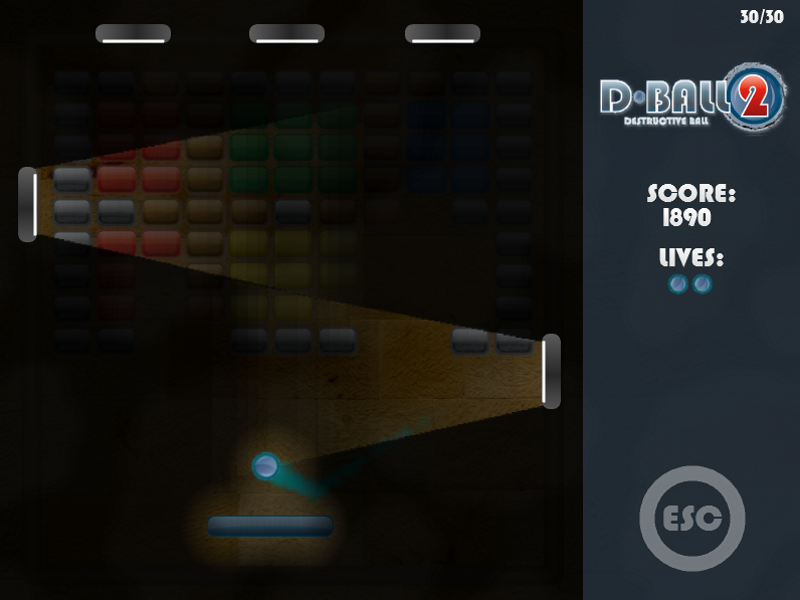 30/30
D-BALL 2
DESTRUCTIVE BALL
SCORE:
1890
LIVES:
ESC